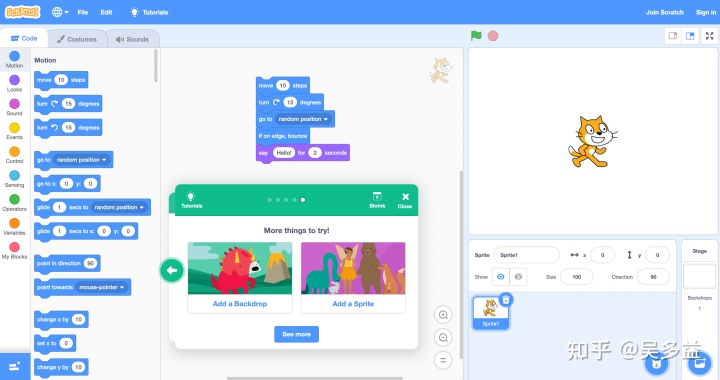 SCRATCH
File
Edit
Tutorials
Join Scratch
Sign in
Code
Costumes
Sounds
Motion
Looks
Sound
Events
Control
Sensing
Operators
Variables
My Blocks
Motion
move 10 steps
turn 15 degrees
turn 15 degrees
go to random position
go to x: 0 y: 0
glide 1 secs to random position
glide 1 secs to x: 0 y: 0
point in direction 90
point towards mouse-pointer
change x by 10
set x to 0
change y by 10
move 10 steps
turn 15 degrees
go to random position
if on edge, bounce
say Hello! for 2 seconds
Tutorials
Shrink
Close
More things to try!
Add a Backdrop
Add a Sprite
See more
Sprite Sprite1 x 0 y 0
Show Size 100 Direction 90
Sprite1
Stage
Backdrops
1
知乎 @吴多益